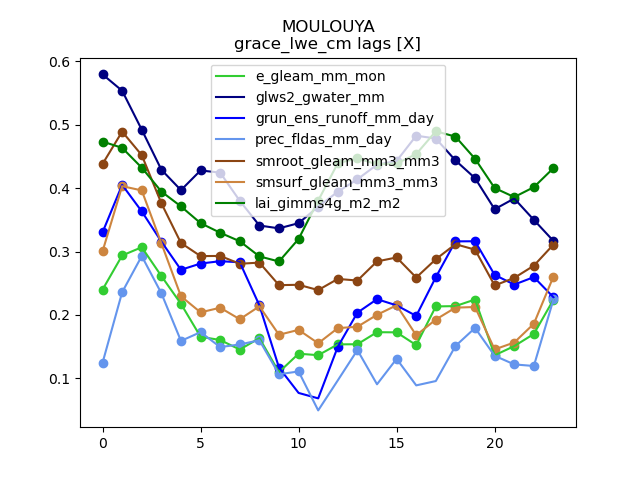 MOULOUYA
grace_lwe_cm lags [X]
0.6
0.5
0.4
0.3
0.2
0.1
e_gleam_mm_mon
glws2_gwater_mm
grun_ens_runoff_mm_day
prec_fldas_mm_day
smroot_gleam_mm3_mm3
smsurf_gleam_mm3_mm3
lai_gimms4g_m2_m2
0 5 10 15 20